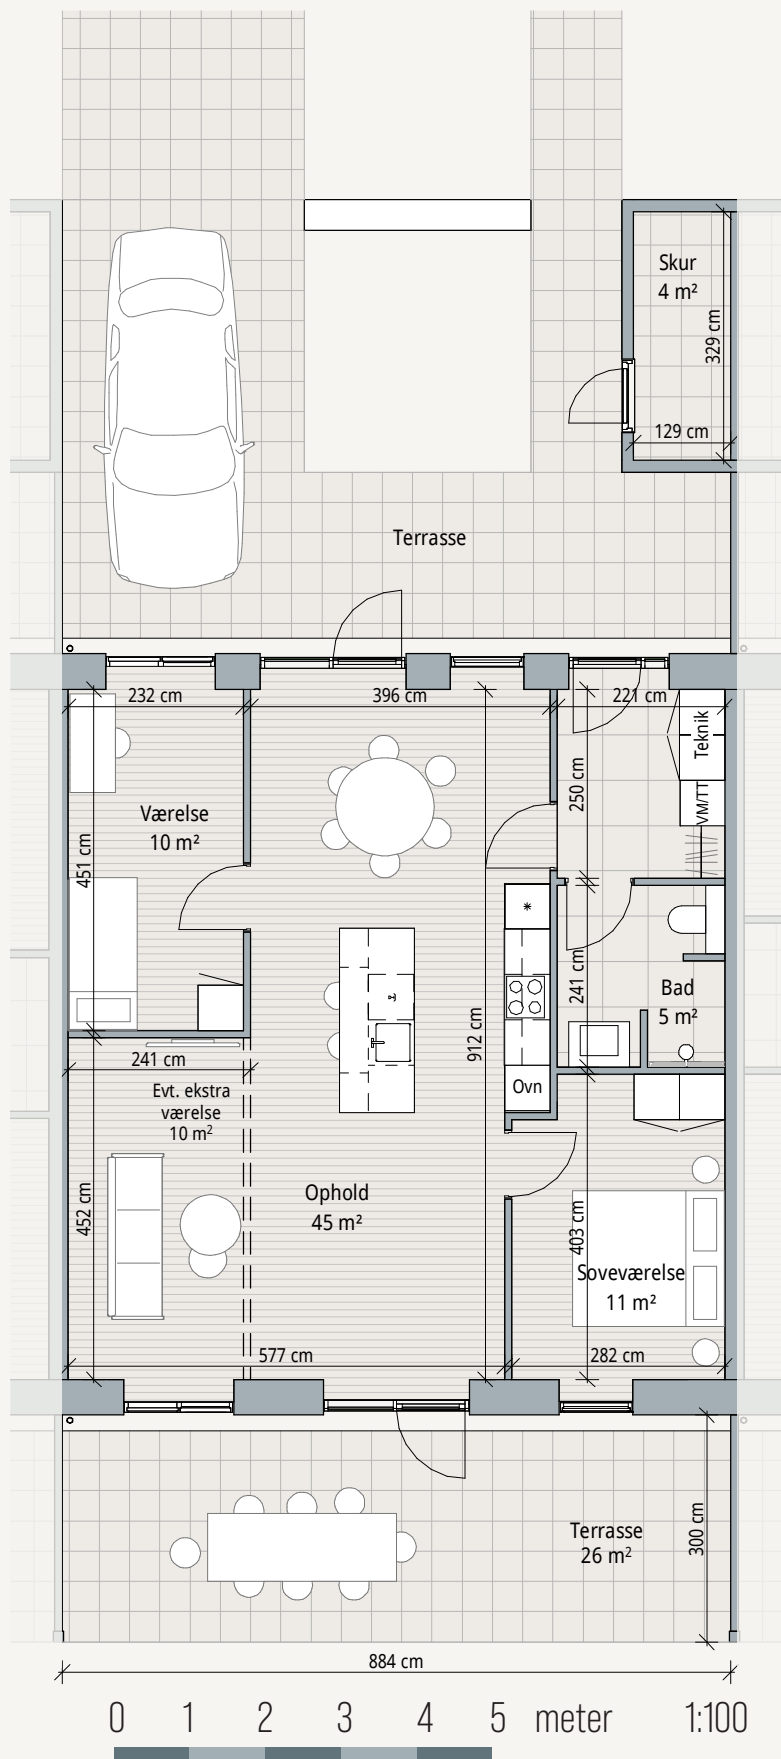 Skur
4 m²
329 cm
129 cm
Terrasse
232 cm
396 cm
221 cm
Teknik
VM/TT
250 cm
Værelse
10 m²
451 cm
241 cm
Bad
5 m²
912 cm
241 cm
Evt. ekstra
værelse
10 m²
Ovn
Ophold
45 m²
452 cm
403 cm
Soveværelse
11 m²
577 cm
282 cm
Terrasse
26 m²
300 cm
884 cm
0 1 2 3 4 5 meter 1:100